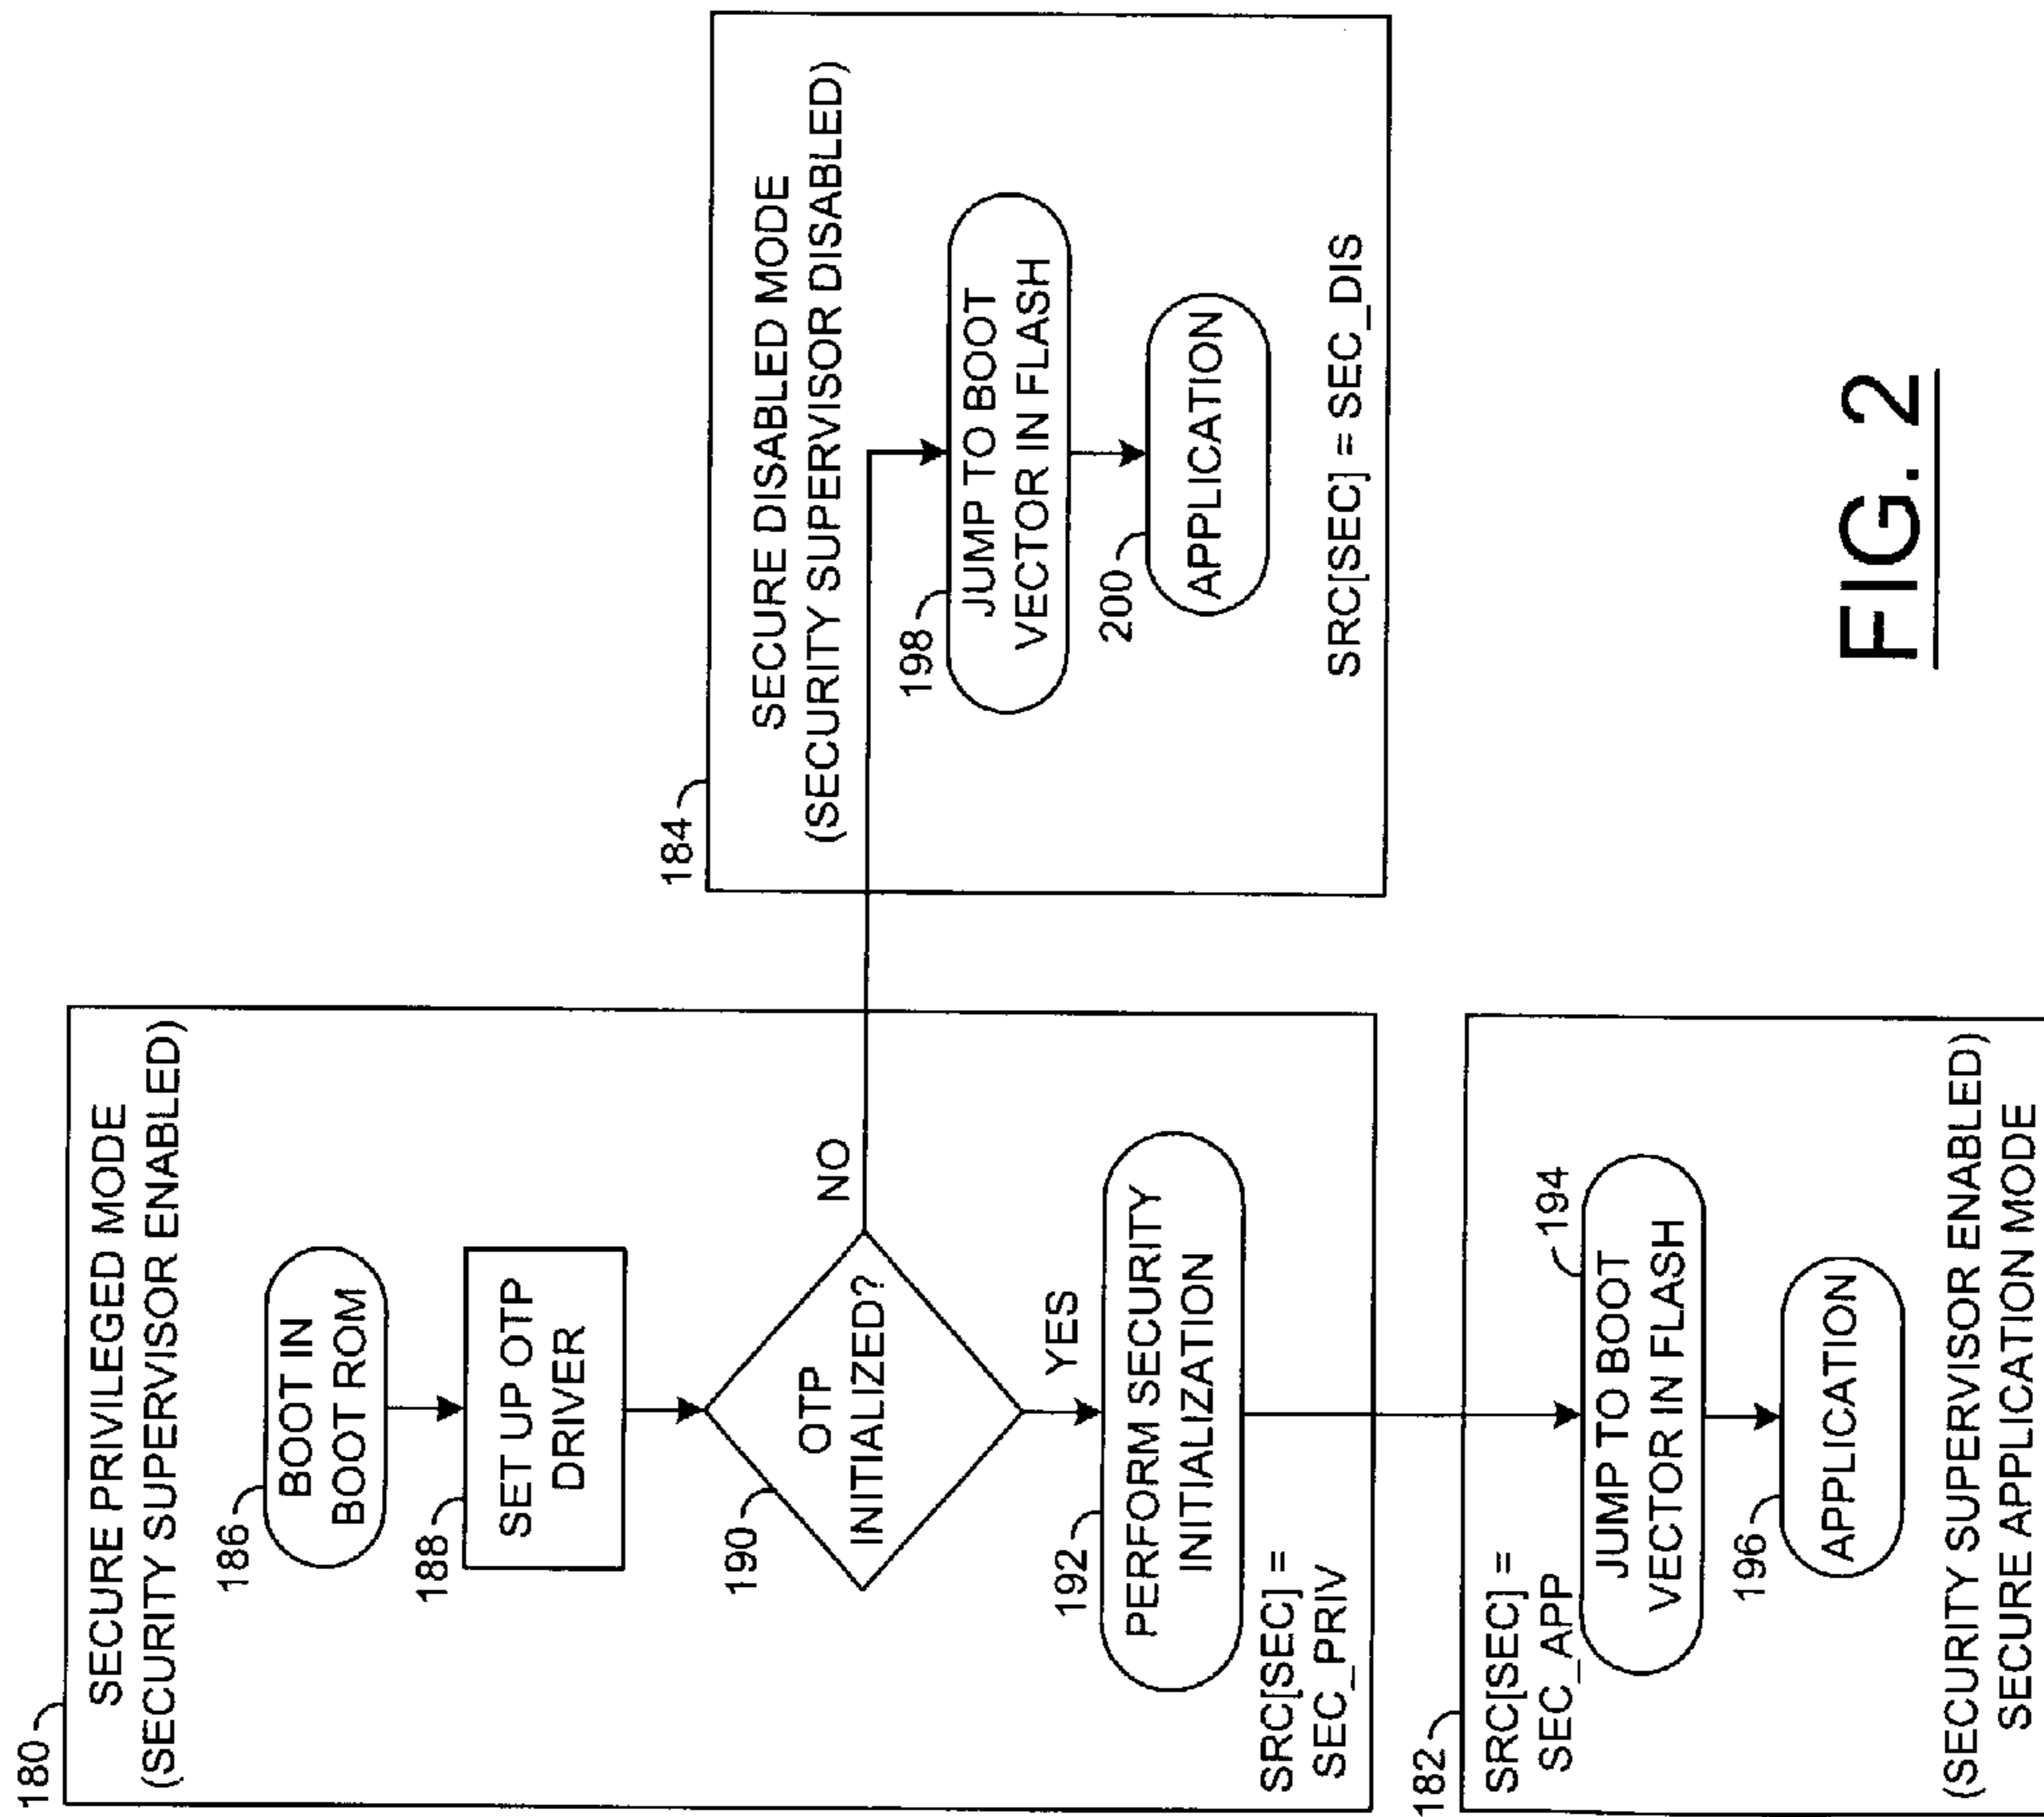 180
SECURE PRIVILEGED MODE
(SECURITY SUPERVISOR ENABLED)
186
BOOT IN
BOOT ROM
188
SET UP OTP
DRIVER
190
OTP
INITIALIZED?
NO
YES
192
PERFORM SECURITY
INITIALIZATION
SRC[SEC] =
SEC_PRIV
182
SRC[SEC] =
SEC_APP
194
JUMP TO BOOT
VECTOR IN FLASH
196
APPLICATION
(SECURITY SUPERVISOR ENABLED)
SECURE APPLICATION MODE
184
SECURE DISABLED MODE
(SECURITY SUPERVISOR DISABLED)
198
JUMP TO BOOT
VECTOR IN FLASH
200
APPLICATION
SRC[SEC] = SEC_DIS
FIG. 2